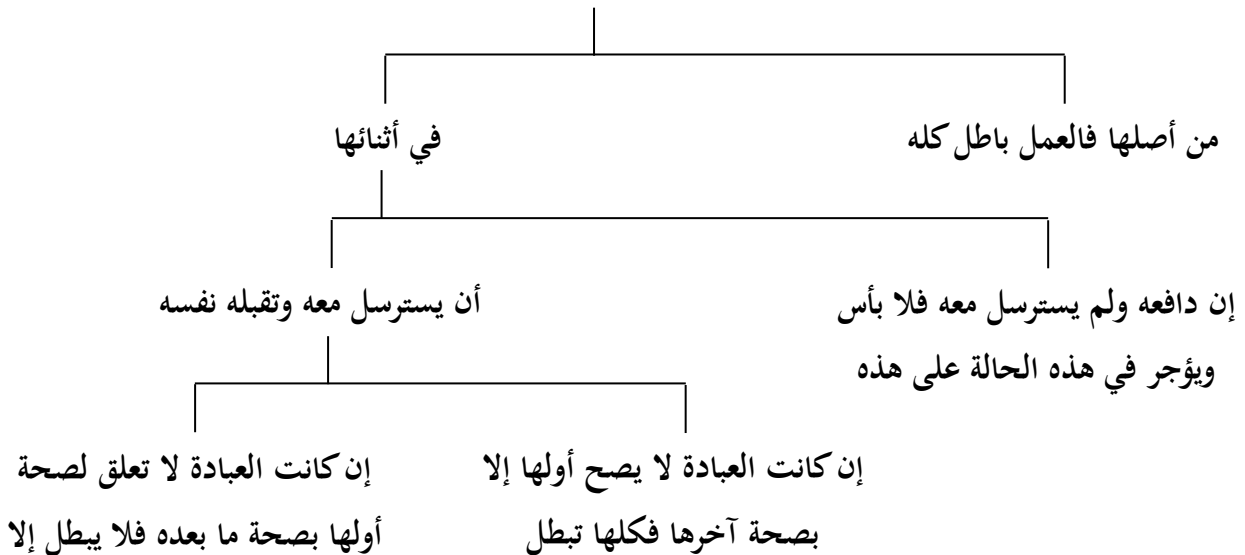 من أصلها فالعمل باطل كله
في أثنائها
إن دافعه ولم يسترسل معه فلا بأس
ويؤجر في هذه الحالة على هذه
أن يسترسل معه وتقبله نفسه
إن كانت العبادة لا يصح أولها إلا
بصحة آخرها فكلها تبطل
إن كانت العبادة لا تعلق لصحة
أولها بصحة ما بعده فلا يبطل إلا